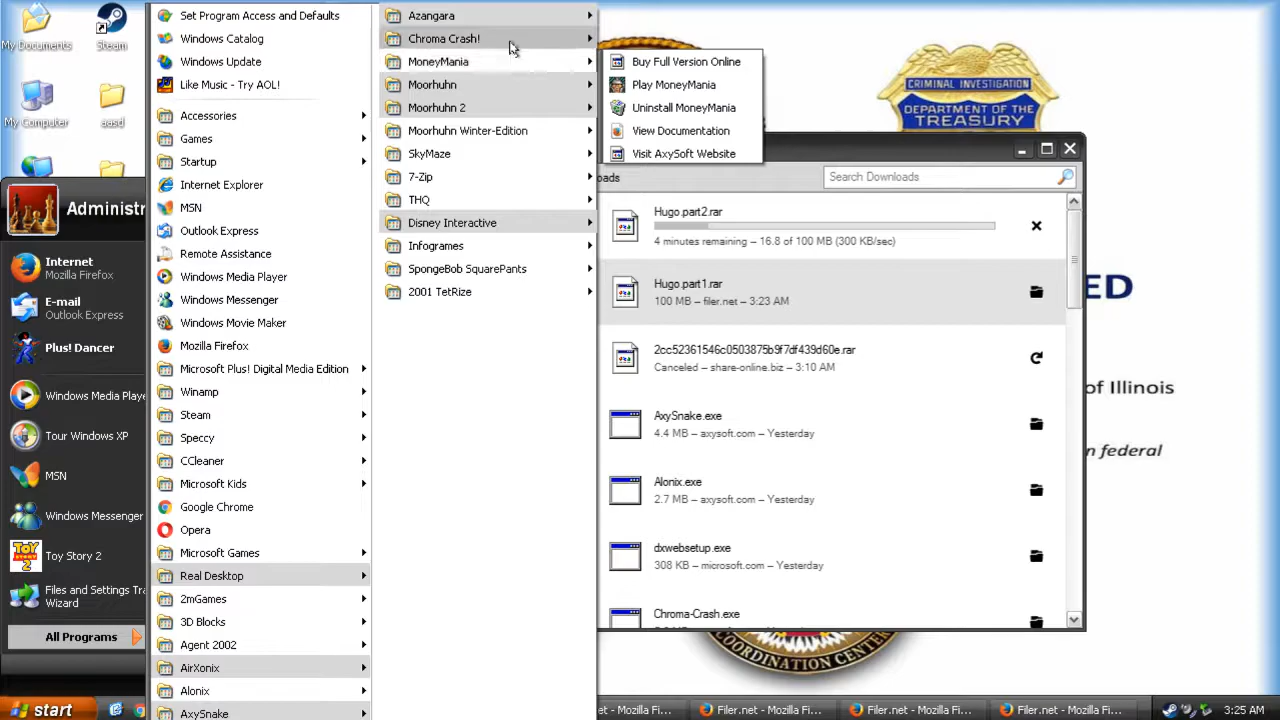 My Documents
Steam
My Computer
aasd
Administr
Internet
Mozilla Firefox
E-mail
Outlook Express
Plus! Dancer
Windows Media Playe
Tour Windows XP
MSN
Windows Messenger
Toy Story 2
Files and Settings Tra
Wizard
All Programs
start
Set Program Access and Defaults
Windows Catalog
Windows Update
Like Music - Try AOL!
Accessories
Games
Startup
Internet Explorer
MSN
Outlook Express
Remote Assistance
Windows Media Player
Windows Messenger
Windows Movie Maker
Mozilla Firefox
Microsoft Plus! Digital Media Edition
Winamp
Steam
Speccy
CCleaner
Microsoft Kids
Google Chrome
Opera
Microsoft Games
Real Desktop
2mGames
3D Blocks
Agent 2002
AirXonix
Alonix
AxySnake
Azangara
Chroma Crash!
MoneyMania
Moorhuhn
Moorhuhn 2
Moorhuhn Winter-Edition
SkyMaze
7-Zip
THQ
Disney Interactive
Infogrames
SpongeBob SquarePants
2001 TetRize
Buy Full Version Online
Play MoneyMania
Uninstall MoneyMania
View Documentation
Visit AxySoft Website
CRIMINAL INVESTIGATION
DEPARTMENT OF THE
TREASURY
oads
Search Downloads
Hugo.part2.rar
4 minutes remaining – 16.8 of 100 MB (300 KB/sec)
Hugo.part1.rar
100 MB – filer.net – 3:23 AM
2cc52361546c0503875b9f7df439d60e.rar
Canceled – share-online.biz – 3:10 AM
AxySnake.exe
4.4 MB – axysoft.com – Yesterday
Alonix.exe
2.7 MB – axysoft.com – Yesterday
dxwebsetup.exe
308 KB – microsoft.com – Yesterday
Chroma-Crash.exe
ED
of Illinois
n federal
COORDINATION CENTER
et - Mozilla Fi...
Filer.net - Mozilla Fi...
Filer.net - Mozilla Fi...
Filer.net - Mozilla Fi...
3:25 AM